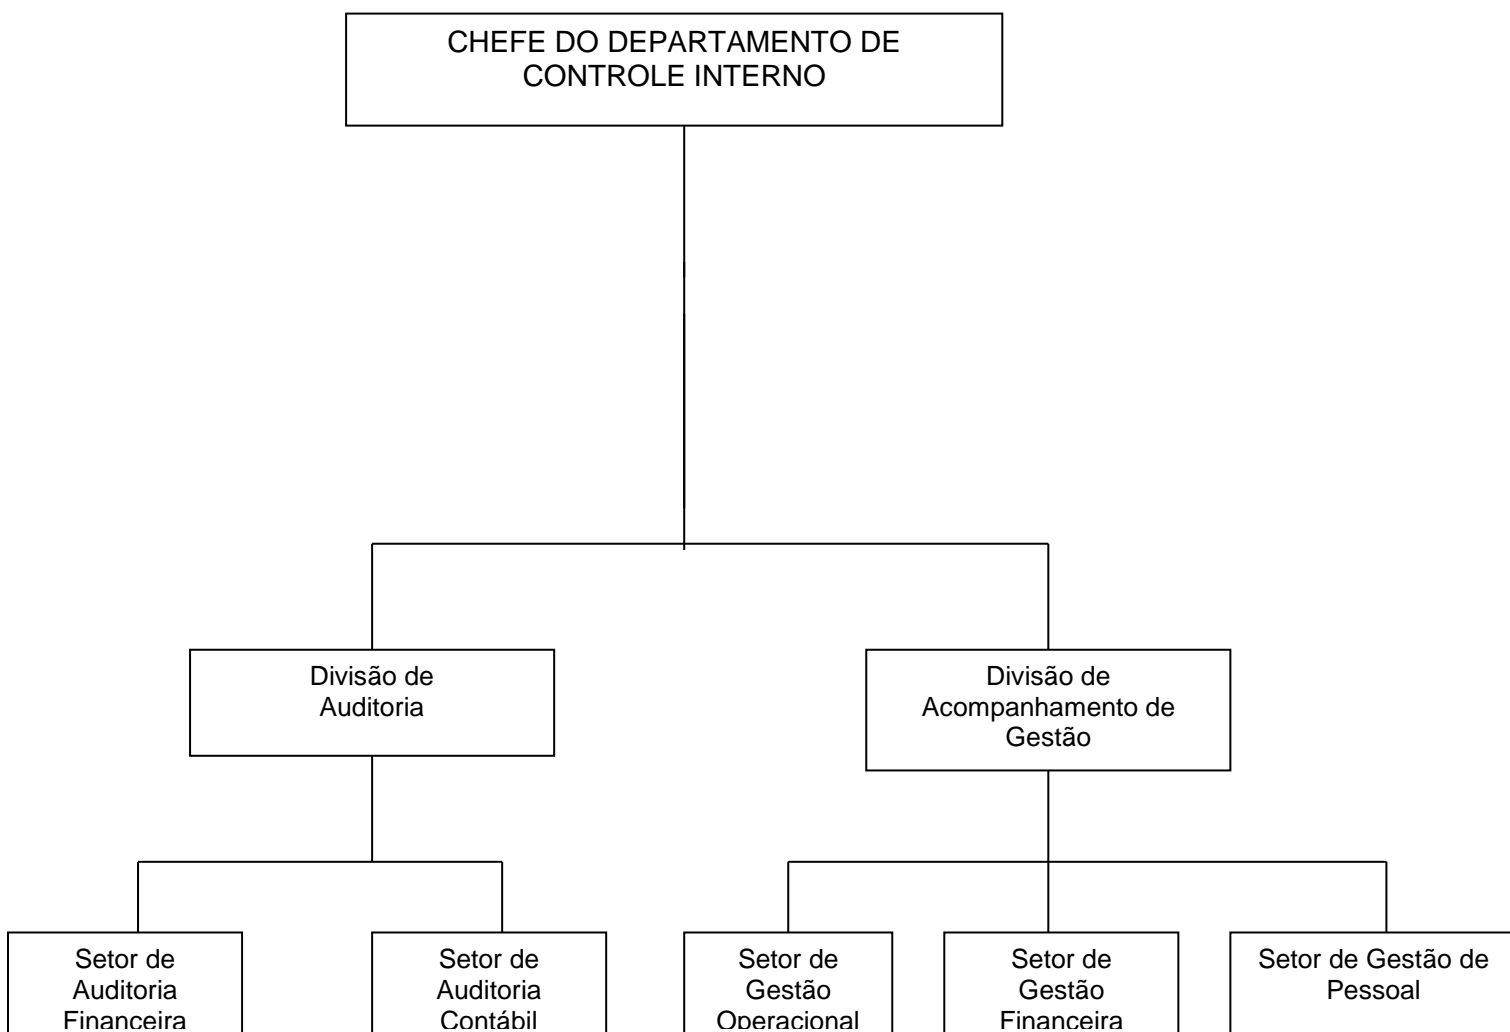 CHEFE DO DEPARTAMENTO DE
CONTROLE INTERNO
Divisão de
Auditoria
Divisão de
Acompanhamento de
Gestão
Setor de
Auditoria
Financeira
Setor de
Auditoria
Contábil
Setor de
Gestão
Operacional
Setor de
Gestão
Financeira
Setor de Gestão de
Pessoal